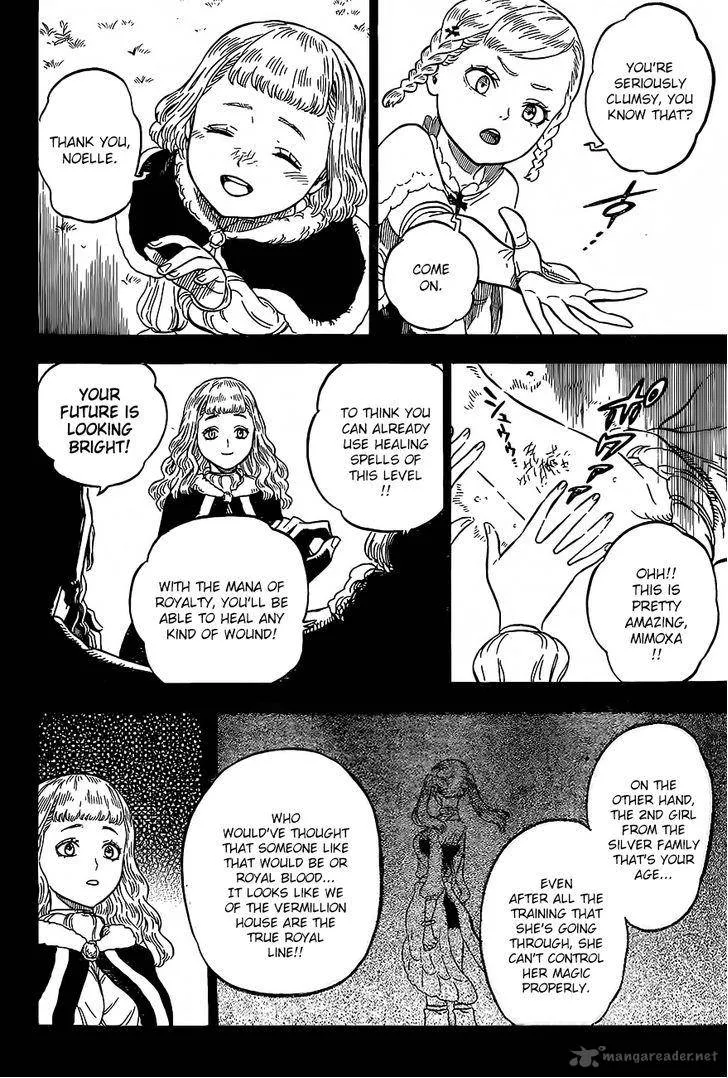 YOU'RE
SERIOUSLY
CLUMSY, YOU
KNOW THAT?
COME
ON.
THANK YOU,
NOELLE.
OHH!!
THIS IS
PRETTY
AMAZING,
MIMOXA
!!
TO THINK YOU
CAN ALREADY
USE HEALING
SPELLS OF
THIS LEVEL
!!
YOUR
FUTURE IS
LOOKING
BRIGHT!
WITH THE MANA OF
ROYALTY, YOU'LL BE
ABLE TO HEAL ANY
KIND OF WOUND!
ON THE
OTHER HAND,
THE 2ND GIRL
FROM THE
SILVER FAMILY
THAT'S YOUR
AGE...
EVEN
AFTER ALL THE
TRAINING THAT
SHE'S GOING
THROUGH, SHE
CAN'T CONTROL
HER MAGIC
PROPERLY.
WHO
WOULD'VE THOUGHT
THAT SOMEONE LIKE
THAT WOULD BE OR
ROYAL BLOOD...
IT LOOKS LIKE WE
OF THE VERMILLION
HOUSE ARE THE
TRUE ROYAL
LINE!!
mangareader.net